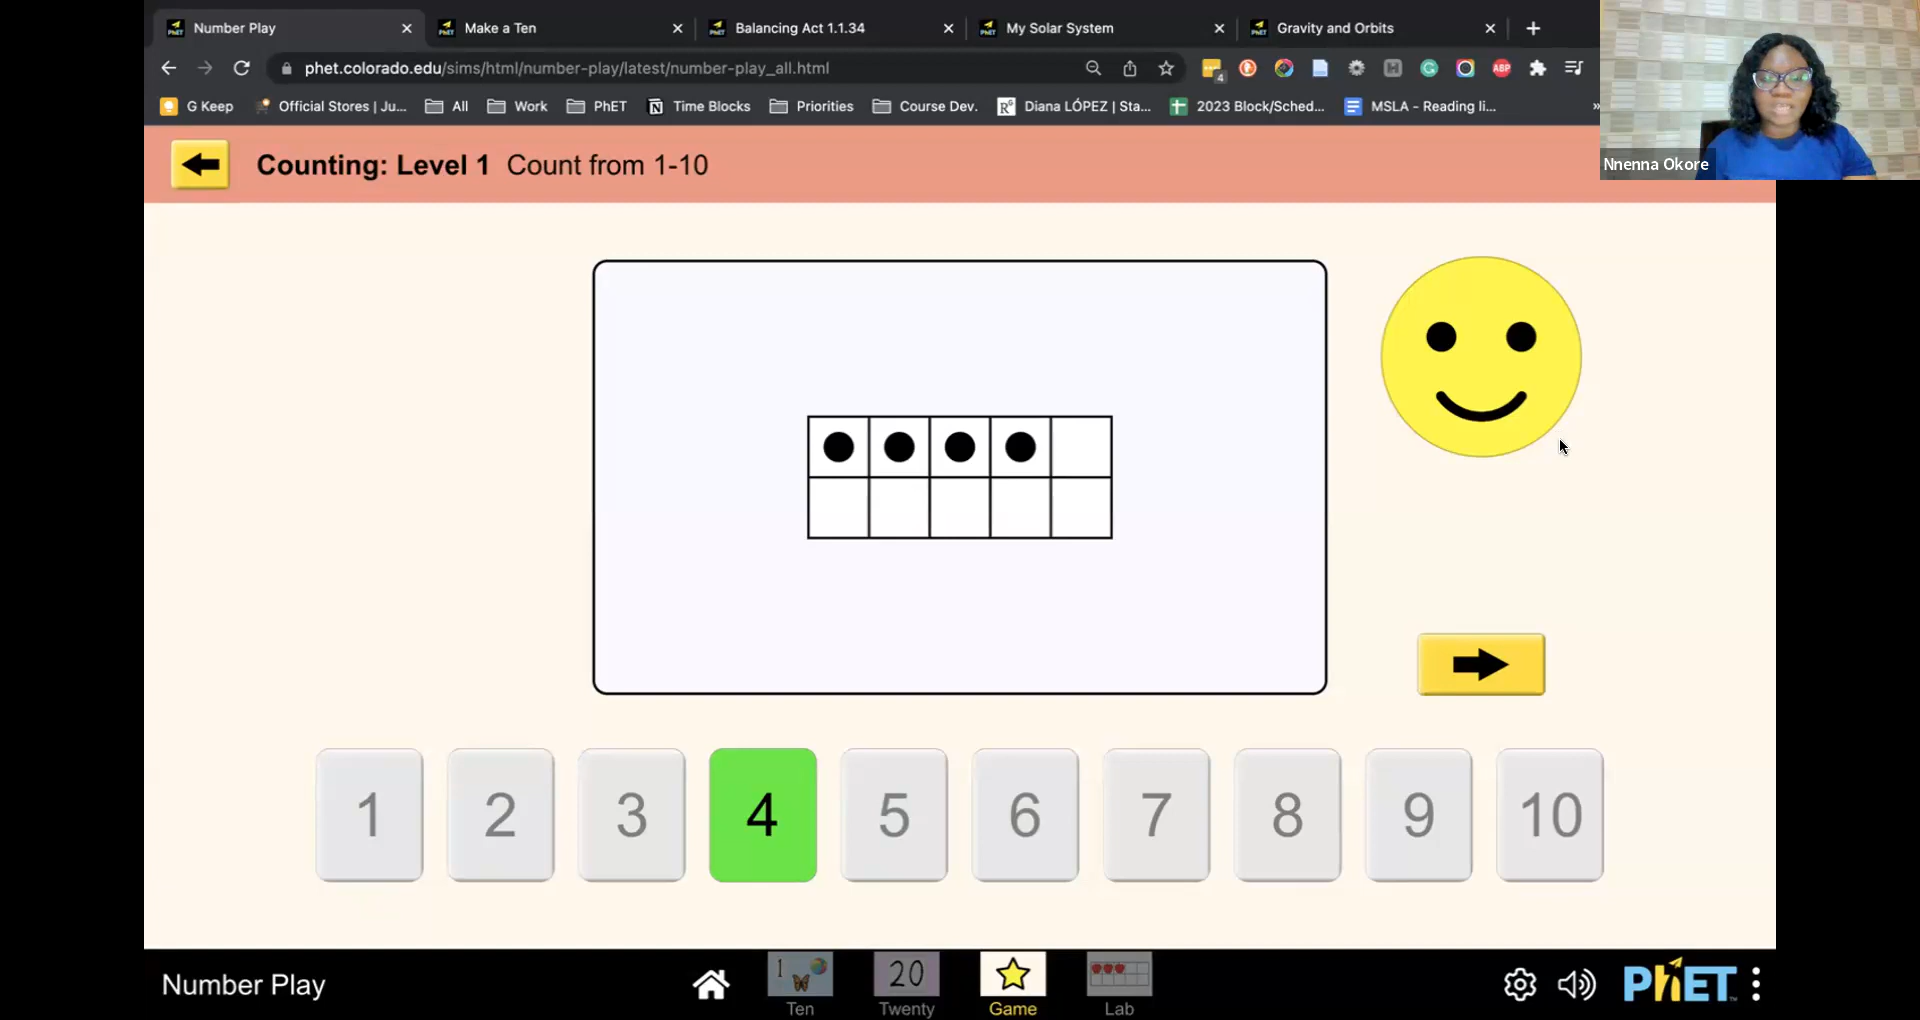 Number Play
Make a Ten
Balancing Act 1.1.34
My Solar System
Gravity and Orbits
phet.colorado.edu/sims/html/number-play/latest/number-play_all.html
4
ABP
G Keep
Official Stores | Ju...
All
Work
PhET
Time Blocks
Priorities
Course Dev.
Diana LÓPEZ | Sta...
2023 Block/Sched...
MSLA - Reading li...
»
Nnenna Okore
Counting: Level 1 Count from 1-10
1 2 3 4 5 6 7 8 9 10
Number Play
1
Ten
20
Twenty
Game
Lab
PhET